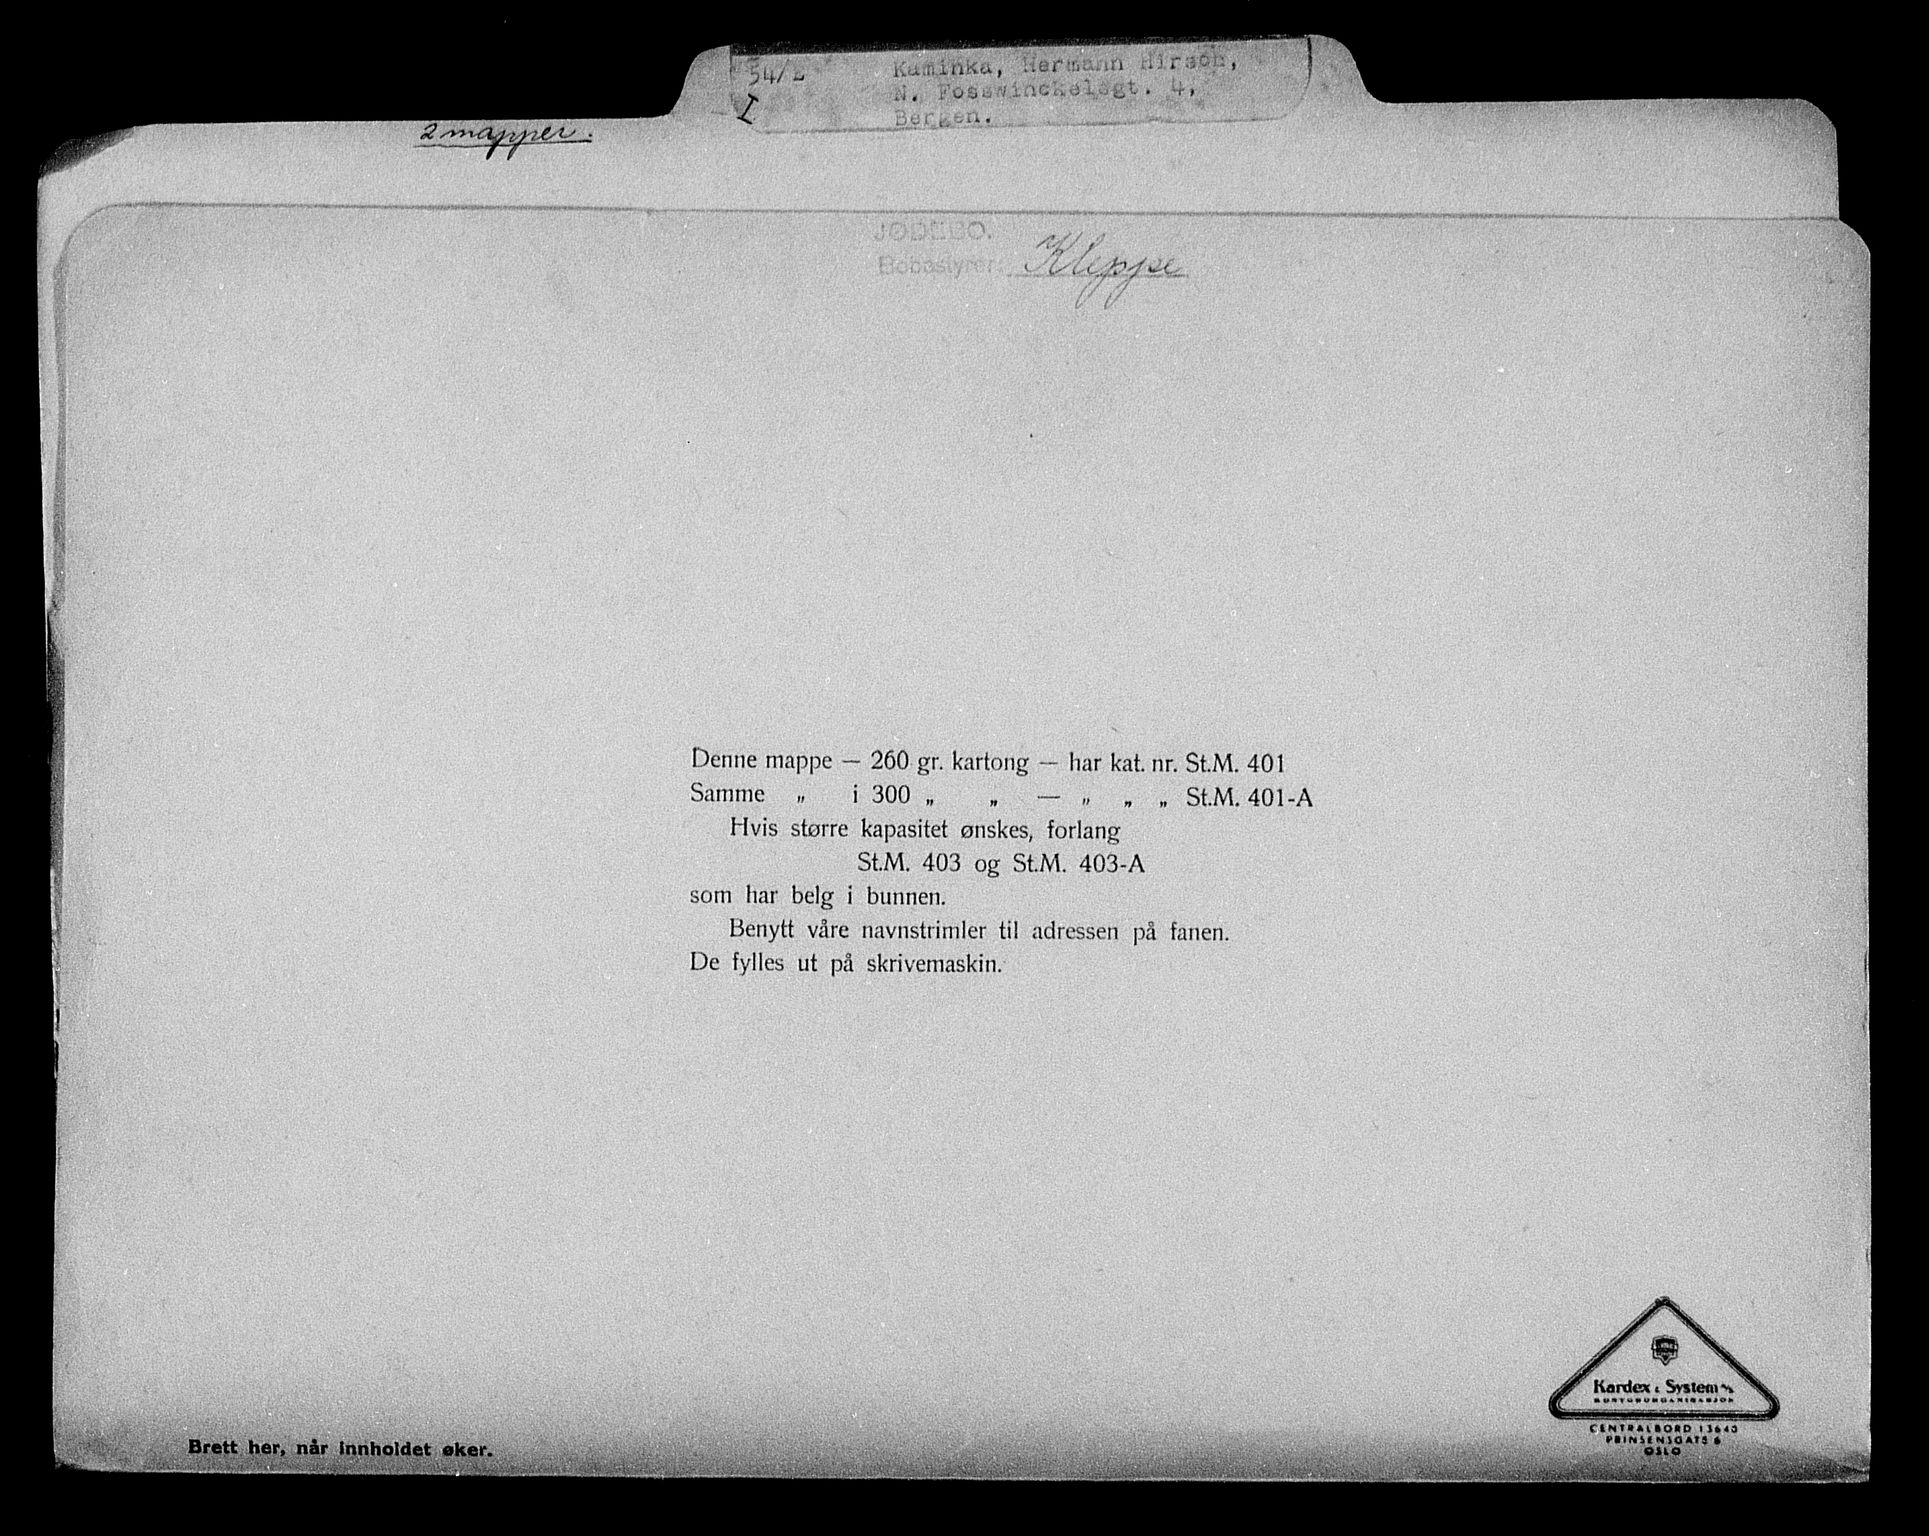 54/2 Kaminka, Hermann Hirsch,
I N. Fosswinckelsgt. 4,
Bergen.
2 mapper.
JØDEBO.
Bobestyrer: Kleppe
Denne mappe — 260 gr. kartong — har kat. nr. St.M. 401
Samme „ i 300 „ „ — „ „ „ St.M. 401-A
Hvis større kapasitet ønskes, forlang
St.M. 403 og St.M. 403-A
som har belg i bunnen.
Benytt våre navnstrimler til adressen på fanen.
De fylles ut på skrivemaskin.
Kardex & System A/S
KONTORORGANISASJON
CENTRALBORD 13640
PRINSENSGATE 6
OSLO
Brett her, når innholdet øker.